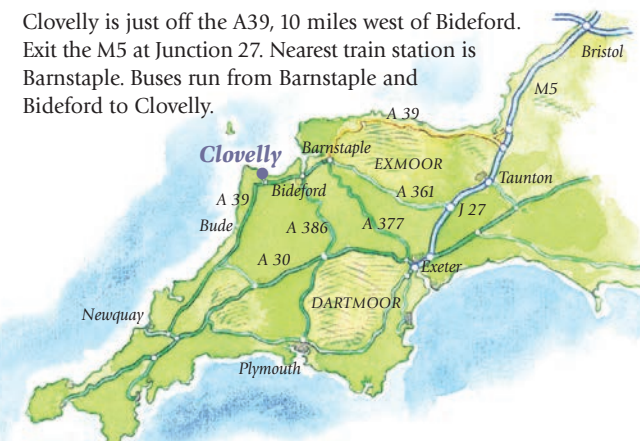 Clovelly is just off the A39, 10 miles west of Bideford.
Exit the M5 at Junction 27. Nearest train station is
Barnstaple. Buses run from Barnstaple and
Bideford to Clovelly.
Bristol
M5
A 39
Clovelly
Barnstaple
EXMOOR
Taunton
A 39
Bideford
A 361
J 27
Bude
A 386
A 377
A 30
Exeter
DARTMOOR
Newquay
Plymouth